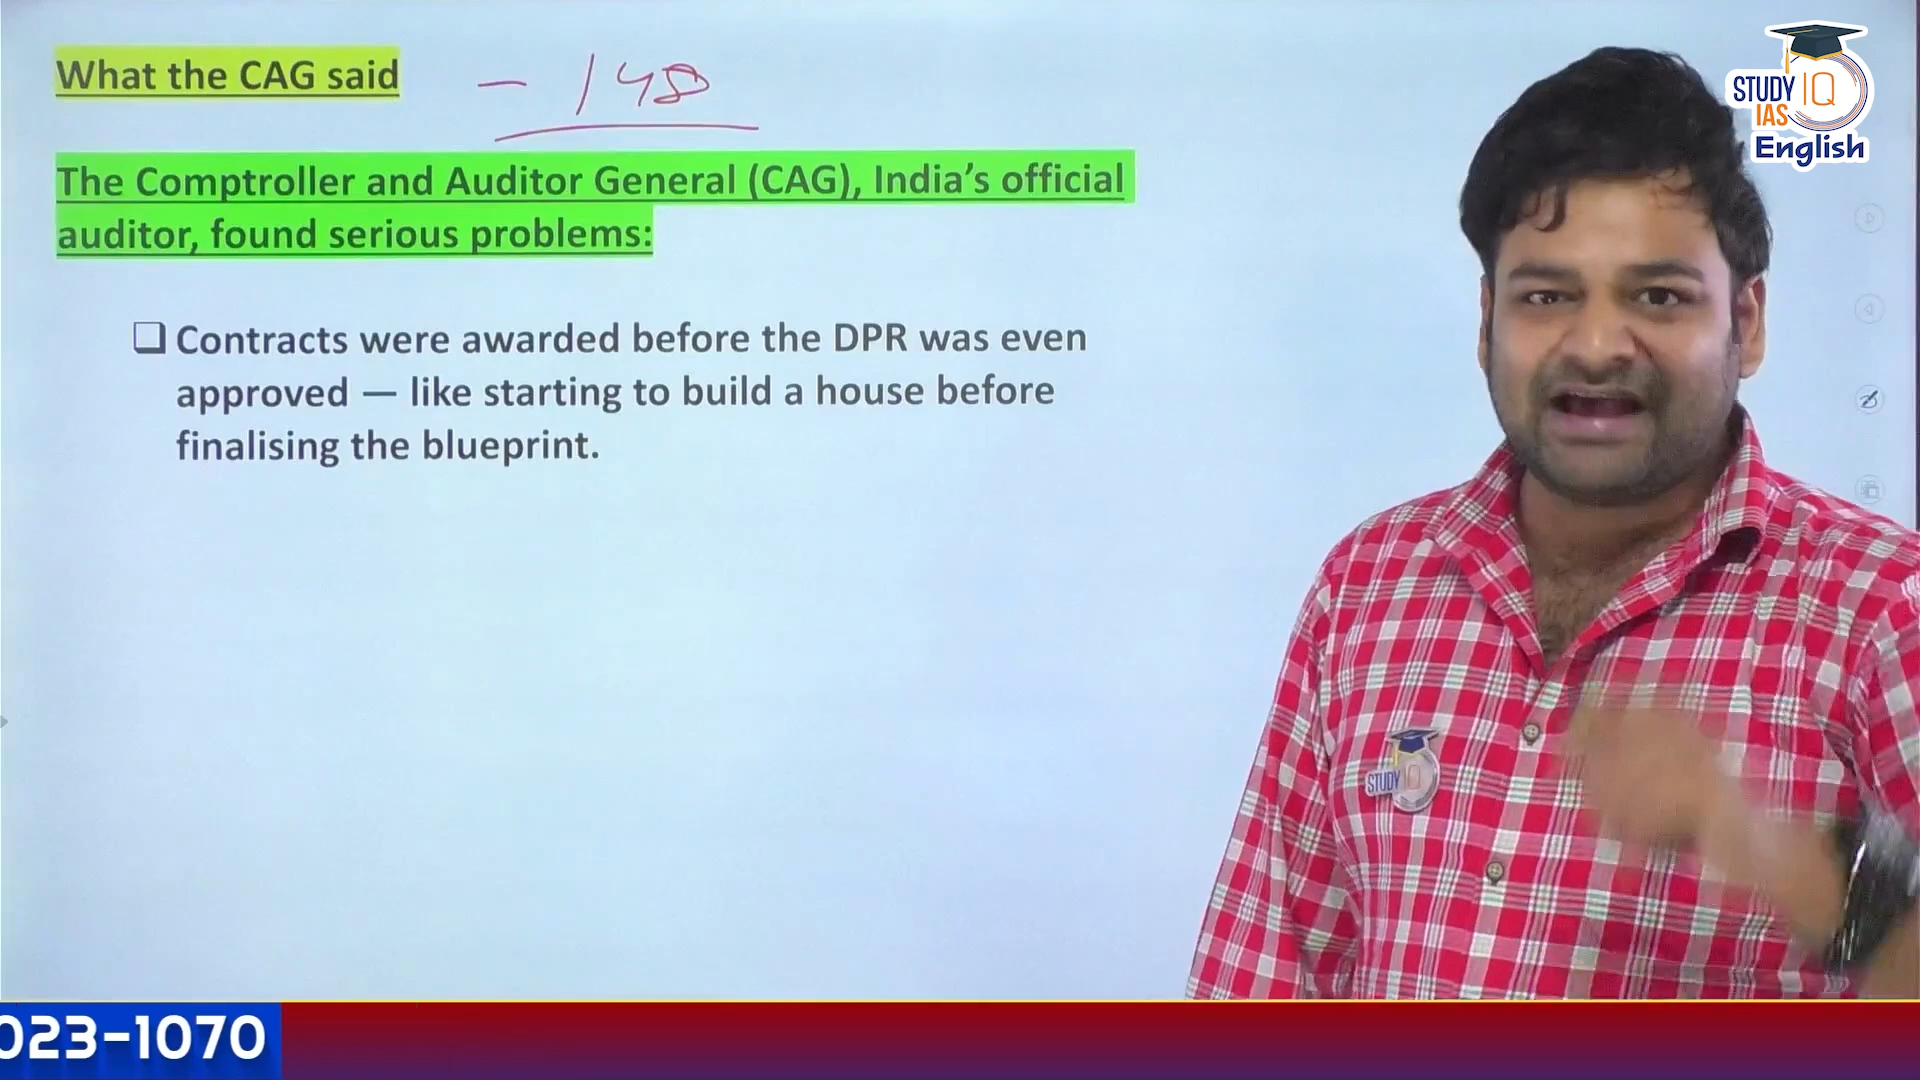 What the CAG said - 148
The Comptroller and Auditor General (CAG), India's official
auditor, found serious problems:
❑ Contracts were awarded before the DPR was even
approved — like starting to build a house before
finalising the blueprint.
STUDY IQ
IAS
English
STUDY IQ
023-1070